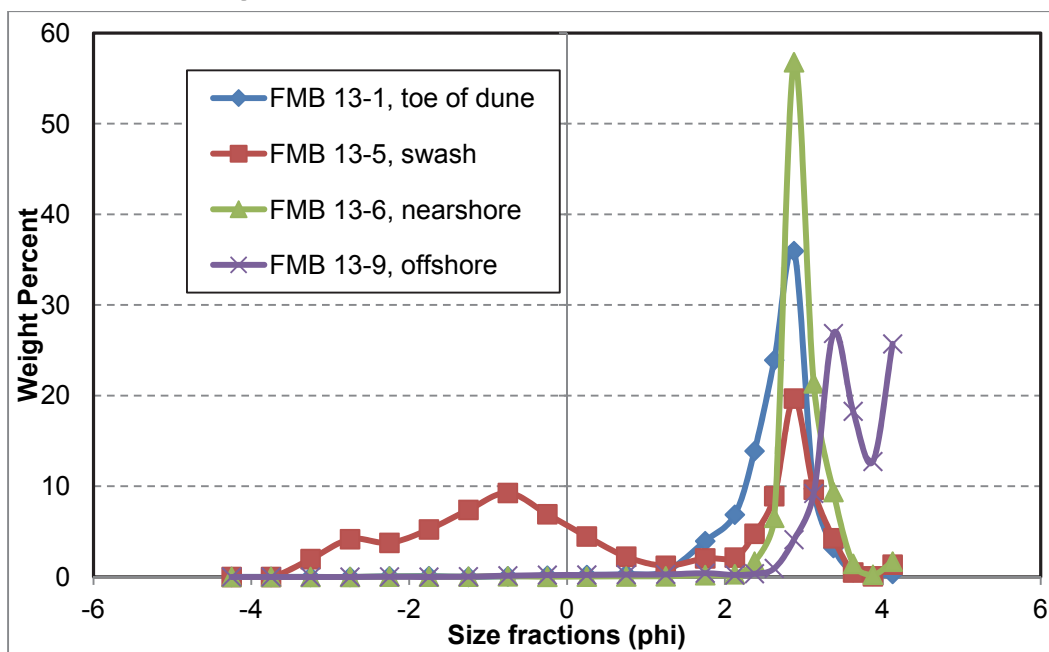 60
50
40
30
20
10
0
Weight Percent
FMB 13-1, toe of dune
FMB 13-5, swash
FMB 13-6, nearshore
FMB 13-9, offshore
-6 -4 -2 0 2 4 6
Size fractions (phi)